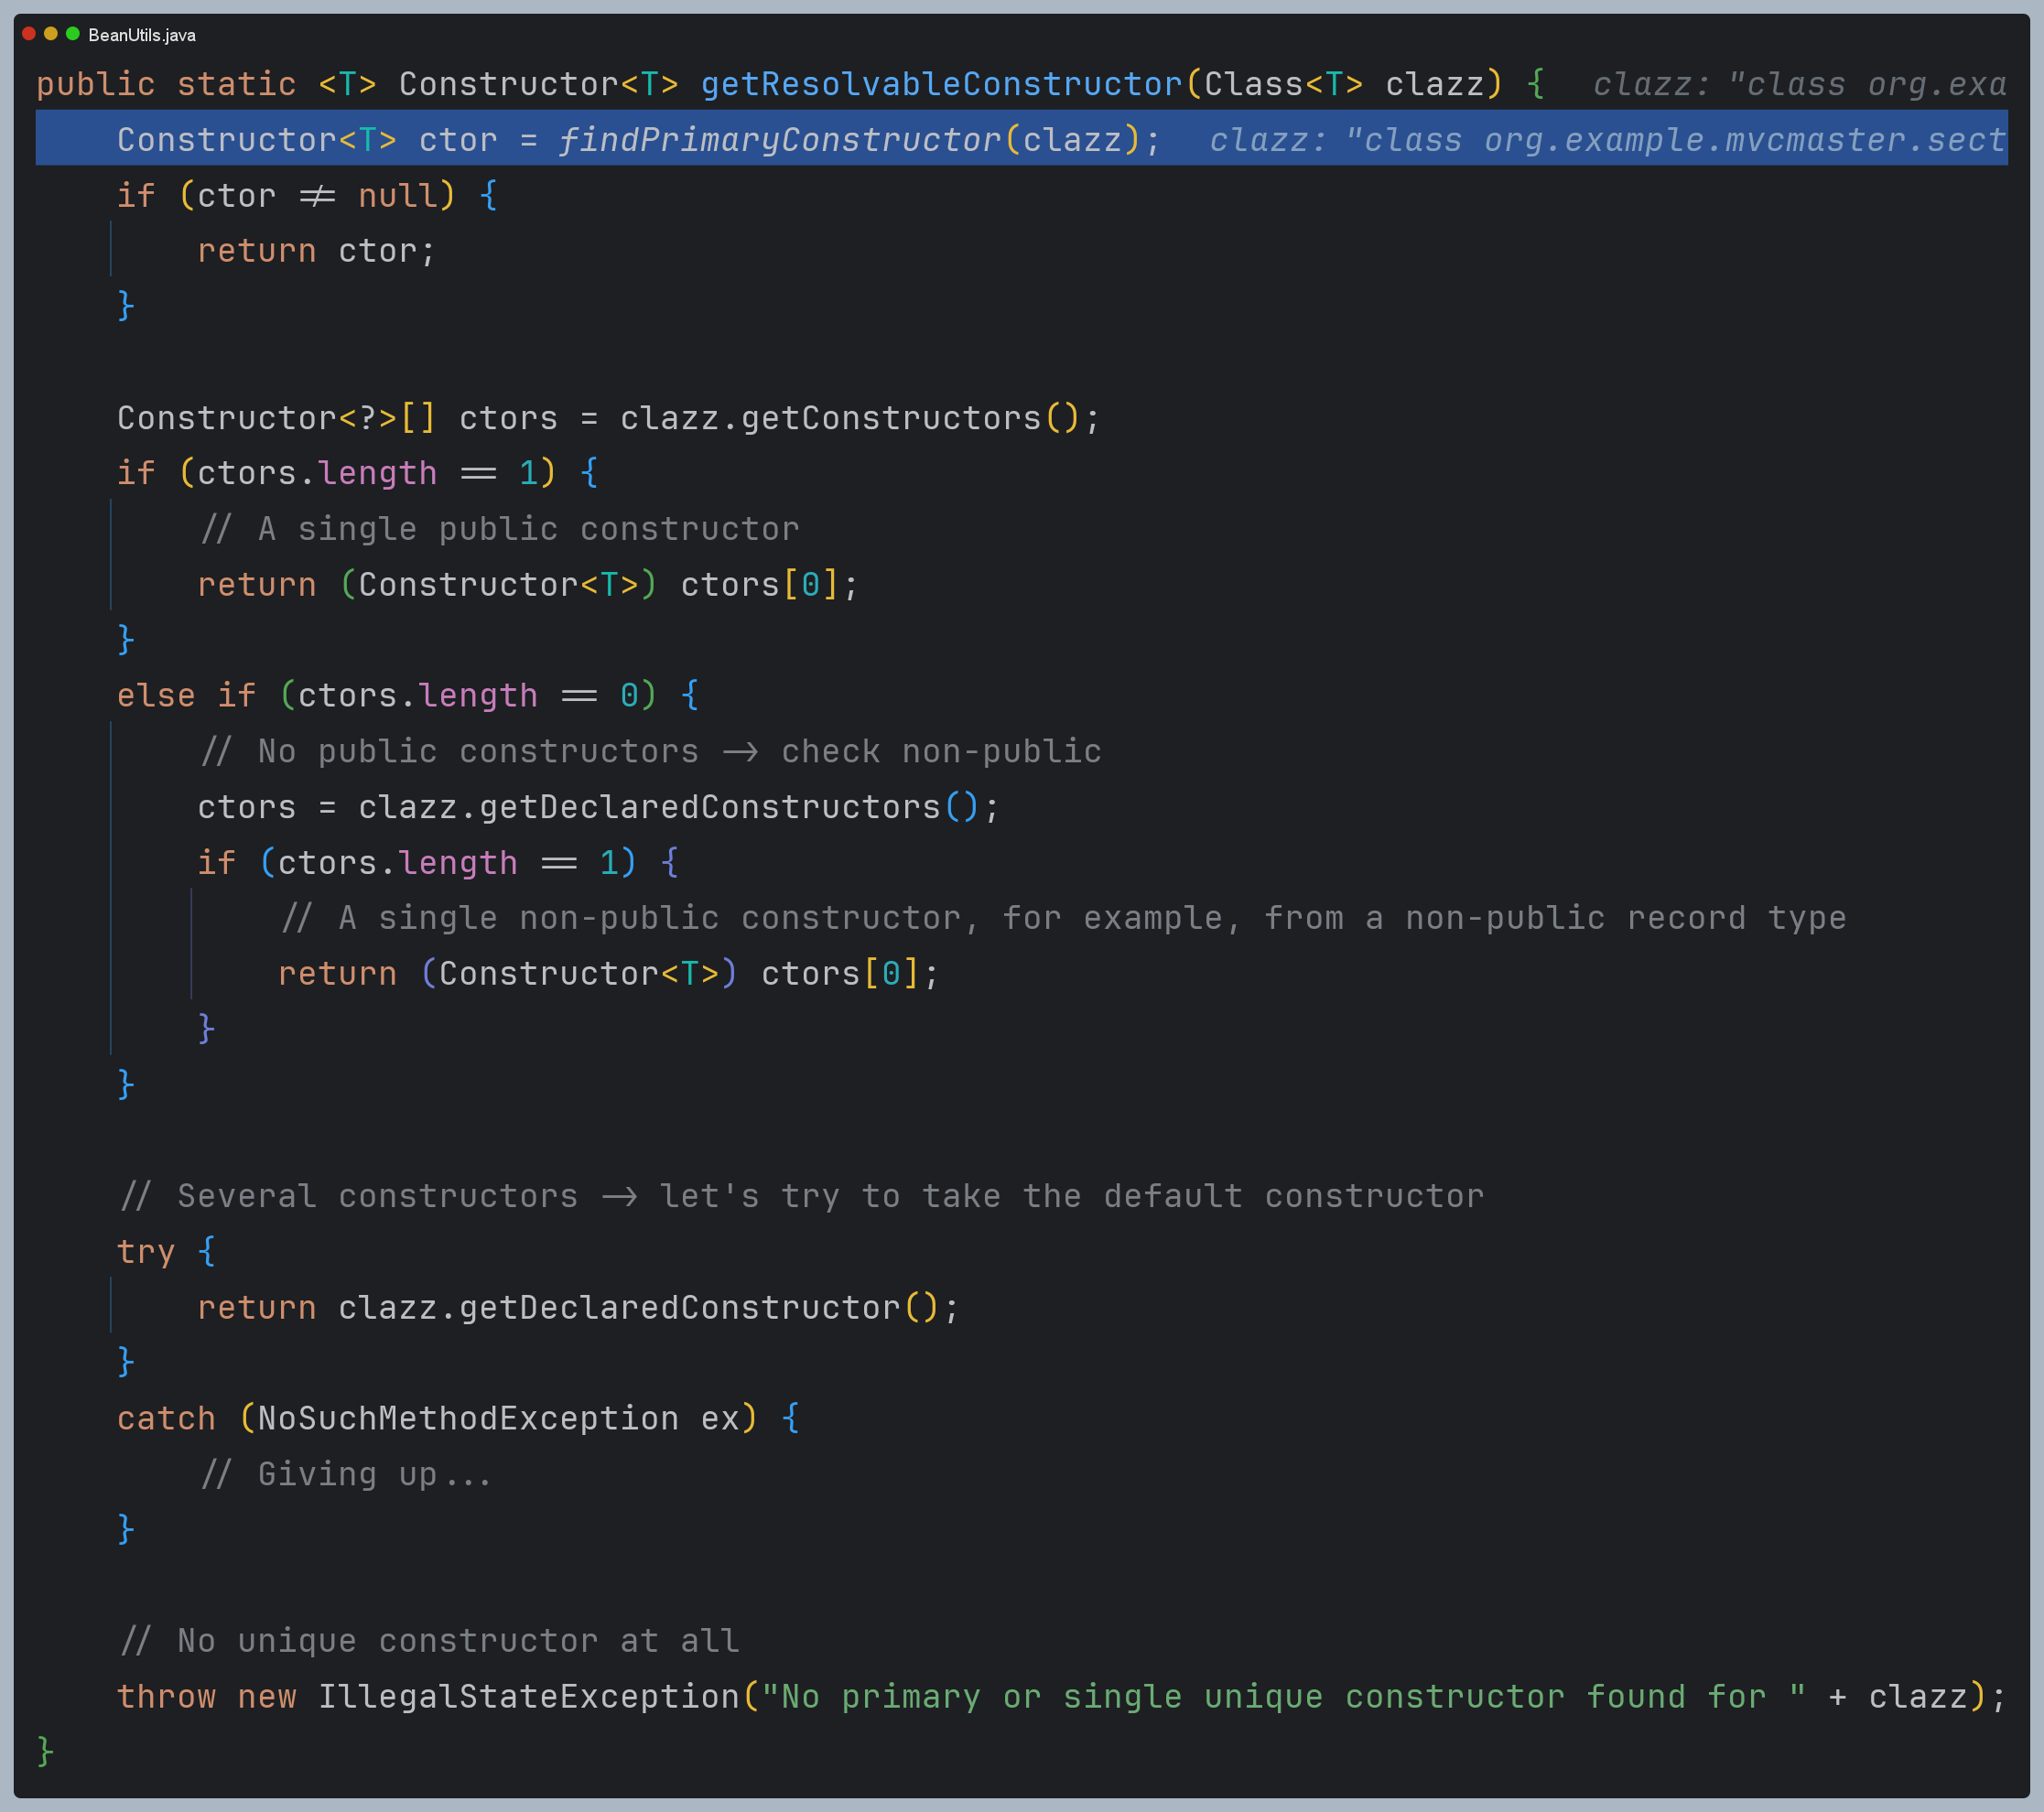 BeanUtils.java
public static <T> Constructor<T> getResolvableConstructor(Class<T> clazz) {  clazz: "class org.exa
    Constructor<T> ctor = findPrimaryConstructor(clazz);  clazz: "class org.example.mvcmaster.sect
    if (ctor != null) {
        return ctor;
    }
    Constructor<?>[] ctors = clazz.getConstructors();
    if (ctors.length == 1) {
        // A single public constructor
        return (Constructor<T>) ctors[0];
    }
    else if (ctors.length == 0) {
        // No public constructors -> check non-public
        ctors = clazz.getDeclaredConstructors();
        if (ctors.length == 1) {
            // A single non-public constructor, for example, from a non-public record type
            return (Constructor<T>) ctors[0];
        }
    }
    // Several constructors -> let's try to take the default constructor
    try {
        return clazz.getDeclaredConstructor();
    }
    catch (NoSuchMethodException ex) {
        // Giving up...
    }
    // No unique constructor at all
    throw new IllegalStateException("No primary or single unique constructor found for " + clazz);
}